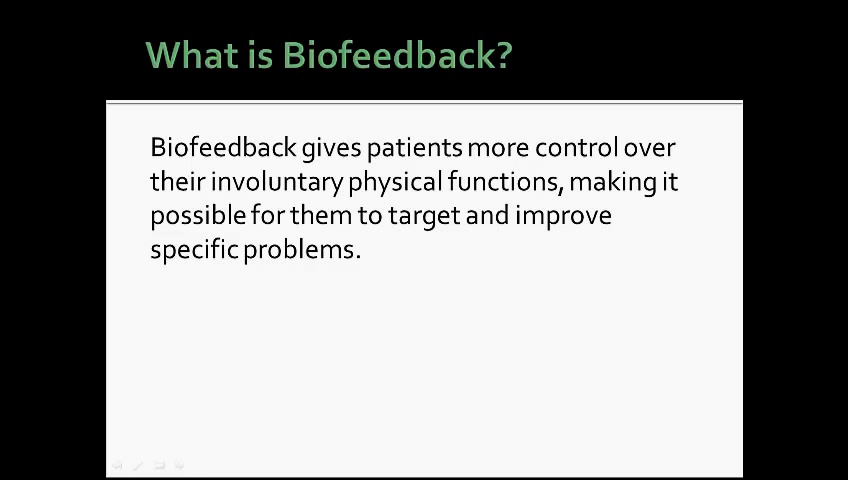 What is Biofeedback?
Biofeedback gives patients more control over
their involuntary physical functions, making it
possible for them to target and improve
specific problems.